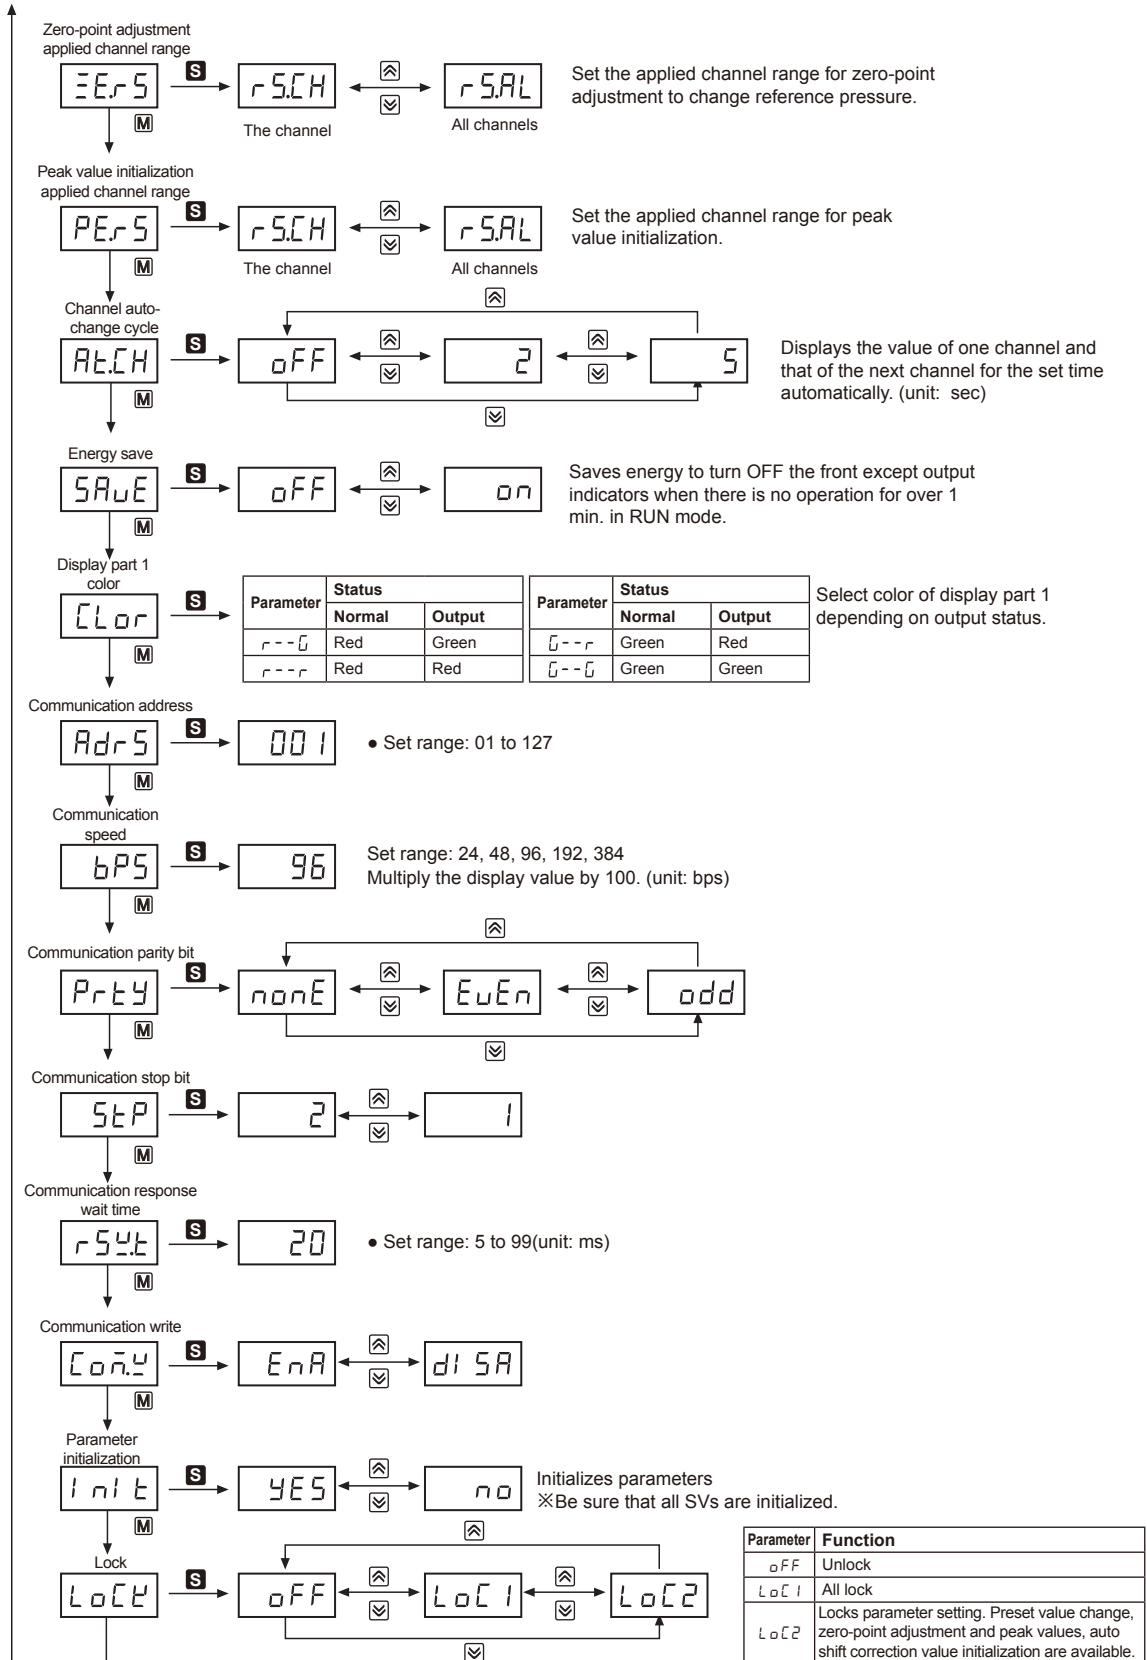 Zero-point adjustment
applied channel range
ZE.rS
S
rS.CH
rS.AL
M
The channel
All channels
Set the applied channel range for zero-point
adjustment to change reference pressure.
Peak value initialization
applied channel range
PE.rS
S
rS.CH
rS.AL
M
The channel
All channels
Set the applied channel range for peak
value initialization.
Channel auto-
change cycle
At.CH
S
oFF
2
5
M
Displays the value of one channel and
that of the next channel for the set time
automatically. (unit: sec)
Energy save
SAvE
S
oFF
on
M
Saves energy to turn OFF the front except output
indicators when there is no operation for over 1
min. in RUN mode.
Display part 1
color
CLor
S
M
Parameter Status Parameter Status
Normal Output Normal Output
r--G Red Green G--r Green Red
r--r Red Red G--G Green Green
Select color of display part 1
depending on output status.
Communication address
AdrS
S
001
M
● Set range: 01 to 127
Communication
speed
bPS
S
96
M
Set range: 24, 48, 96, 192, 384
Multiply the display value by 100. (unit: bps)
Communication parity bit
PrtY
S
nonE
EvEn
odd
M
Communication stop bit
StP
S
2
1
M
Communication response
wait time
rSW.t
S
20
M
● Set range: 5 to 99(unit: ms)
Communication write
Com.W
S
EnA
dISA
M
Parameter
initialization
InIt
S
YES
no
M
Initializes parameters
※Be sure that all SVs are initialized.
Lock
LoCK
S
oFF
LoC1
LoC2
Parameter Function
oFF Unlock
LoC1 All lock
LoC2 Locks parameter setting. Preset value change,
zero-point adjustment and peak values, auto
shift correction value initialization are available.